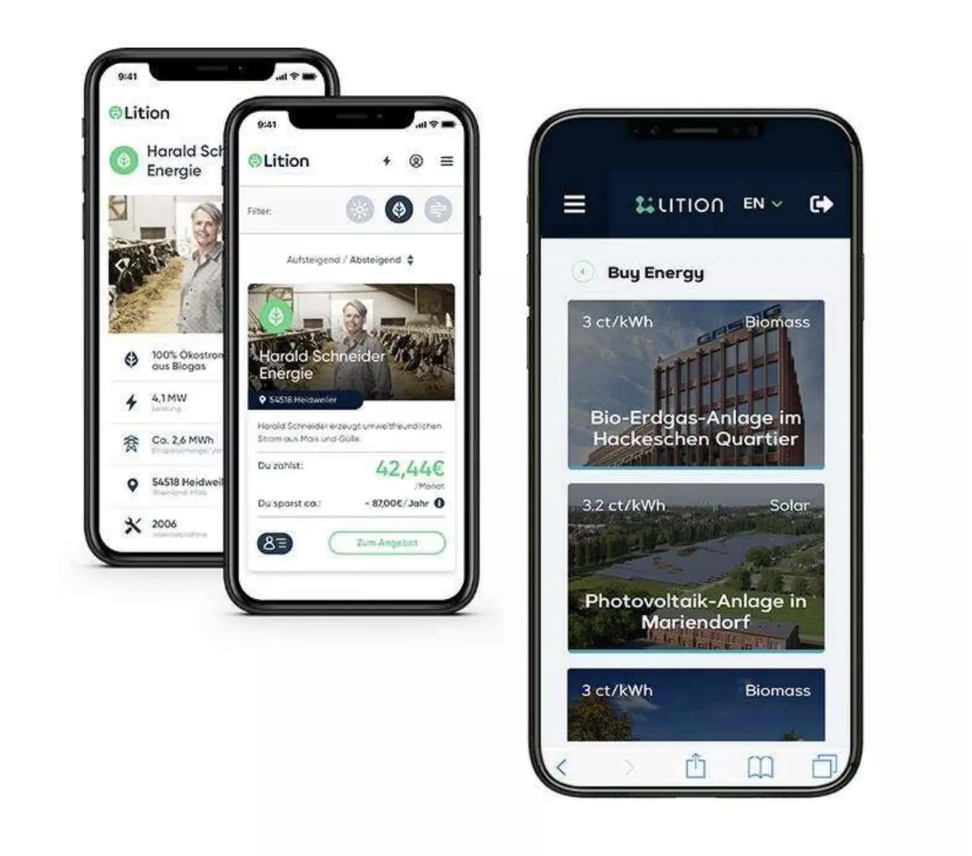 9:41
Lition
Harald Sch
Energie
100% Ökostrom
aus Biogas
4,1 MW
Leistung
Ca. 2,6 MWh
54518 Heidweil
2006
9:41
Lition
Filter:
Aufsteigend / Absteigend
Harald Schneider
Energie
54518 Heidweiler
Harald Schneider erzeugt umweltfreundlichen
Strom aus Mais und Gülle.
Du zahlst:
42,44€
/Monat
Du sparst ca.:
~ 87,00€/Jahr
Zum Angebot
LITION
EN
Buy Energy
3 ct/kWh
Biomass
GASAG
Bio-Erdgas-Anlage im
Hackeschen Quartier
3,2 ct/kWh
Solar
Photovoltaik-Anlage in
Mariendorf
3 ct/kWh
Biomass